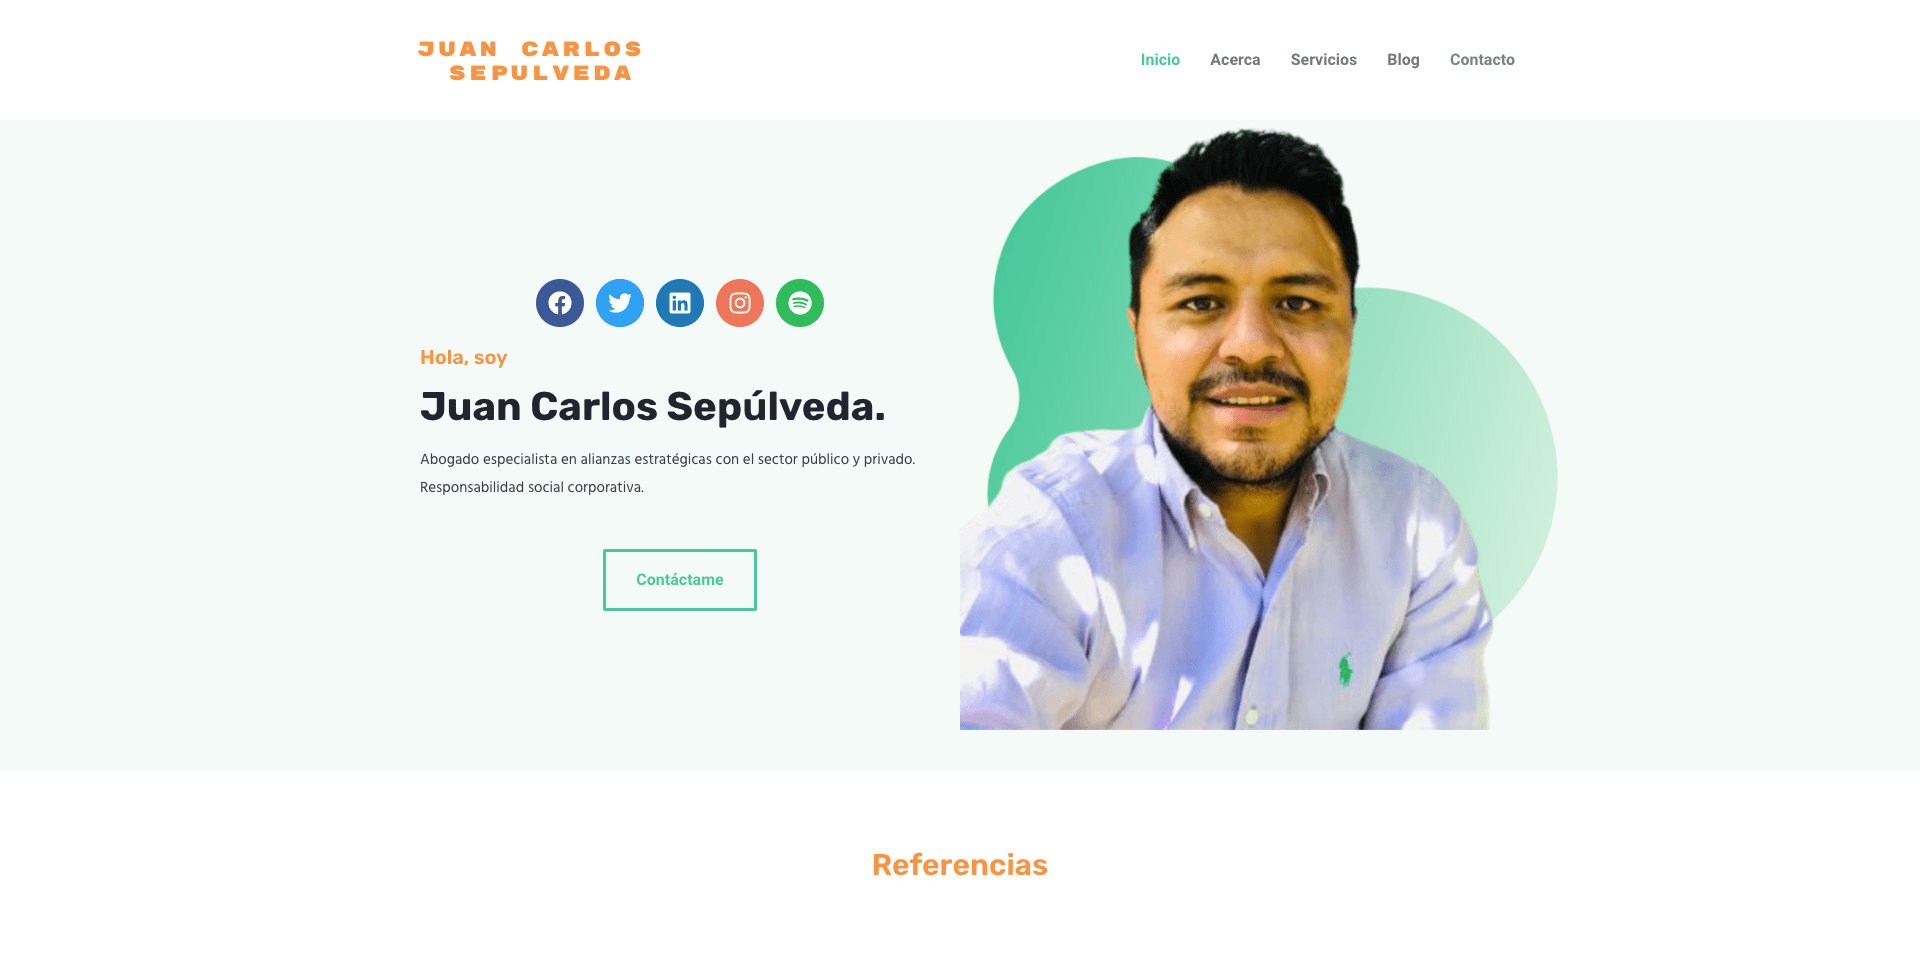 JUAN CARLOS
SEPULVEDA
Inicio Acerca Servicios Blog Contacto
Hola, soy
Juan Carlos Sepúlveda.
Abogado especialista en alianzas estratégicas con el sector público y privado.
Responsabilidad social corporativa.
Contáctame
Referencias